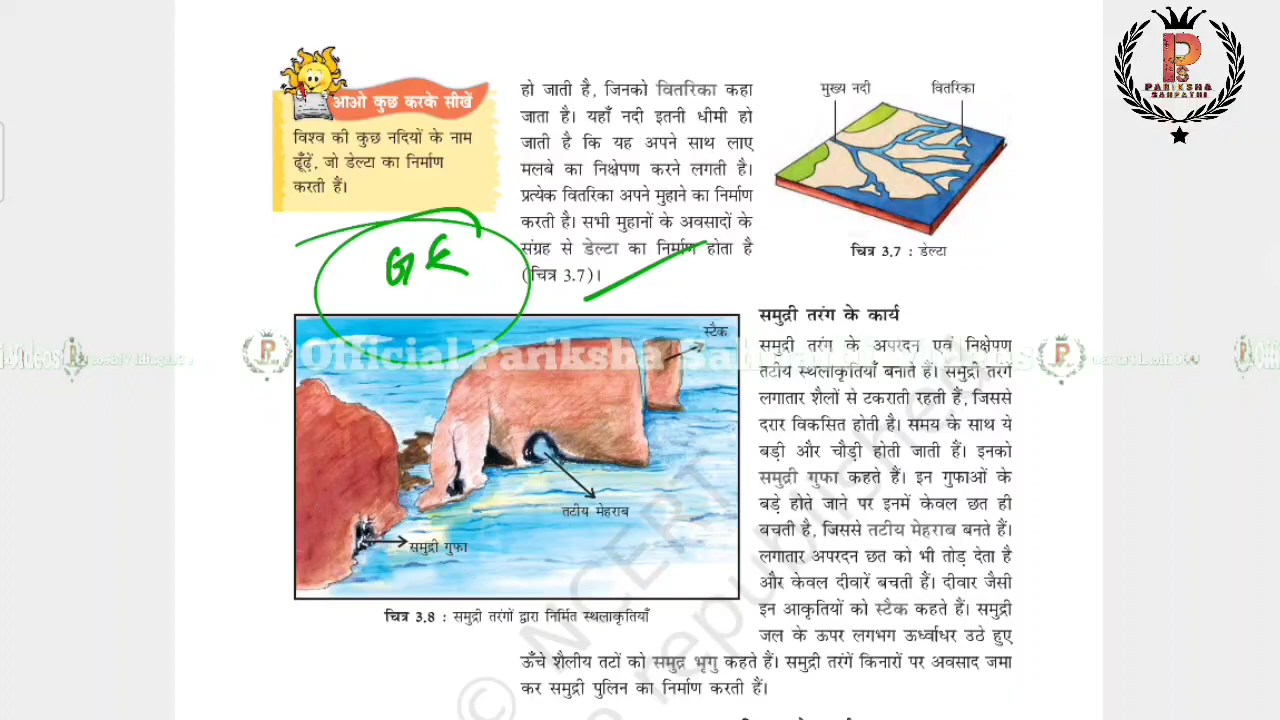 आओ कुछ करके सीखें
विश्व की कुछ नदियों के नाम
ढूँढ़ें, जो डेल्टा का निर्माण
करती हैं।
हो जाती है, जिनको वितरिका कहा
जाता है। यहाँ नदी इतनी धीमी हो
जाती है कि यह अपने साथ लाए
मलबे का निक्षेपण करने लगती है।
प्रत्येक वितरिका अपने मुहाने का निर्माण
करती है। सभी मुहानों के अवसादों के
संग्रह से डेल्टा का निर्माण होता है
(चित्र 3.7)।
मुख्य नदी
वितरिका
चित्र 3.7 : डेल्टा
PARIKSHA
SAHPATHI
GK
स्टैक
तटीय मेहराब
समुद्री गुफा
चित्र 3.8 : समुद्री तरंगों द्वारा निर्मित स्थलाकृतियाँ
Official Pariksha
समुद्री तरंग के कार्य
समुद्री तरंग के अपरदन एवं निक्षेपण
तटीय स्थलाकृतियाँ बनाते हैं। समुद्री तरंगें
लगातार शैलों से टकराती रहती हैं, जिससे
दरार विकसित होती है। समय के साथ ये
बड़ी और चौड़ी होती जाती हैं। इनको
समुद्री गुफा कहते हैं। इन गुफाओं के
बड़े होते जाने पर इनमें केवल छत ही
बचती है, जिससे तटीय मेहराब बनते हैं।
लगातार अपरदन छत को भी तोड़ देता है
और केवल दीवारें बचती हैं। दीवार जैसी
इन आकृतियों को स्टैक कहते हैं। समुद्री
जल के ऊपर लगभग ऊर्ध्वाधर उठे हुए
ऊँचे शैलीय तटों को समुद्र भृगु कहते हैं। समुद्री तरंगें किनारों पर अवसाद जमा
कर समुद्री पुलिन का निर्माण करती हैं।
© NCERT
be republished